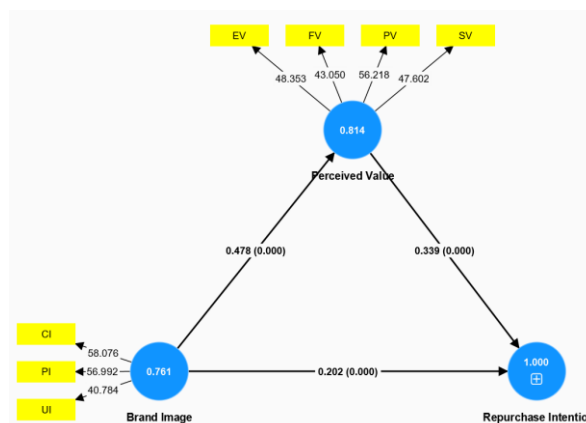 EV FV PV SV
48.353 43.050 56.218 47.602
0.814
Perceived Value
0.478 (0.000) 0.339 (0.000)
CI
58.076
PI 56.992 0.761 0.202 (0.000) 1.000
40.784
UI
Brand Image Repurchase Intentio